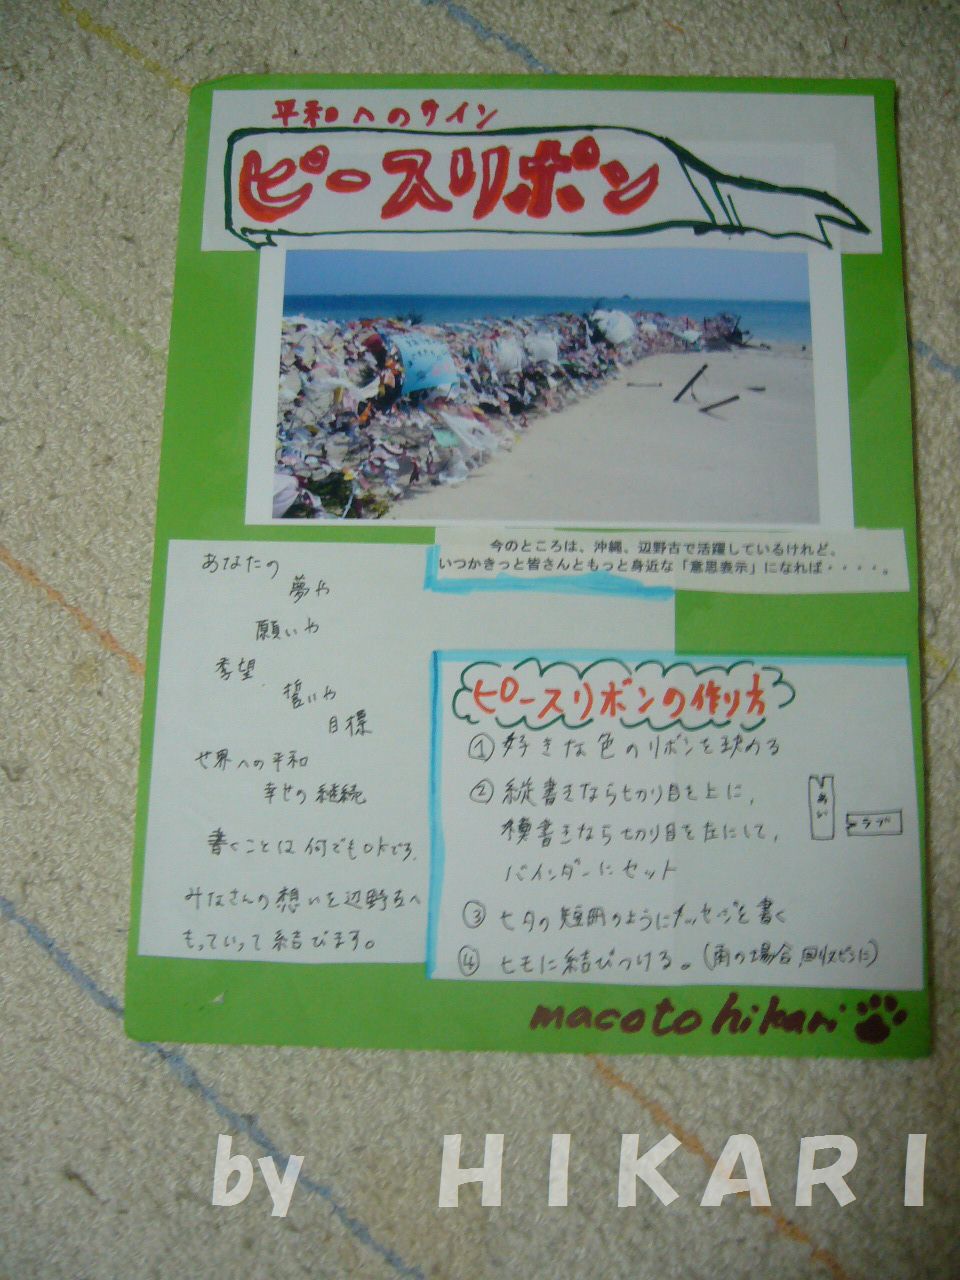 平和へのサイン
ピースリボン
今のところは、沖縄、辺野古で活躍しているけれど。
いつかきっと皆さんともっと身近な「意思表示」になれば・・・・。
あなたの
夢や
願いや
希望
誓いや
目標
世界への平和
幸せの継続
書くことは何でもOKです。
みなさんの想いを辺野古へ
もっていって結びます。
ピースリボンの作り方
① 好きな色のリボンを決める
② 縦書きなら切り目を上に,
横書きなら切り目を左にして,
バインダーにセット
③ 七夕の短冊のようにメッセージを書く
④ ヒモに結びつける。(雨の場合,回収ビンに)
macoto hikari
by HIKARI